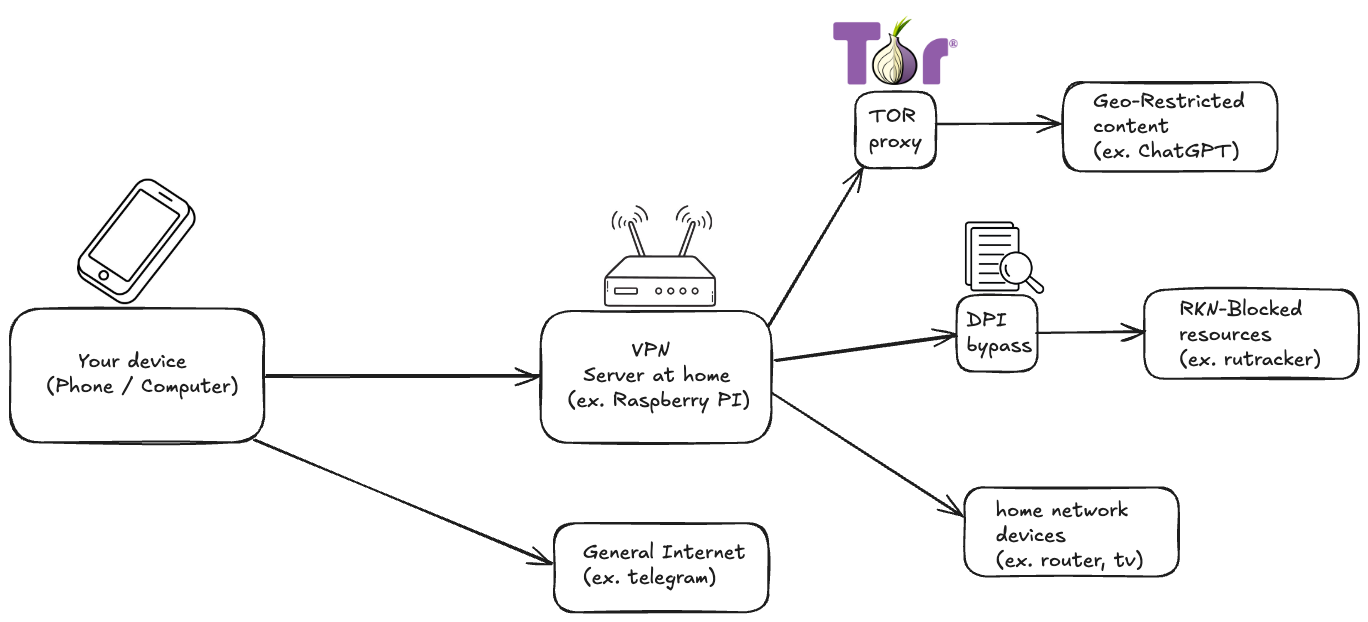 Tor®
TOR
proxy
Geo-Restricted
content
(ex. ChatGPT)
Your device
(Phone / Computer)
VPN
Server at home
(ex. Raspberry PI)
DPI
bypass
RKN-Blocked
resources
(ex. rutracker)
home network
devices
(ex. router, tv)
General Internet
(ex. telegram)